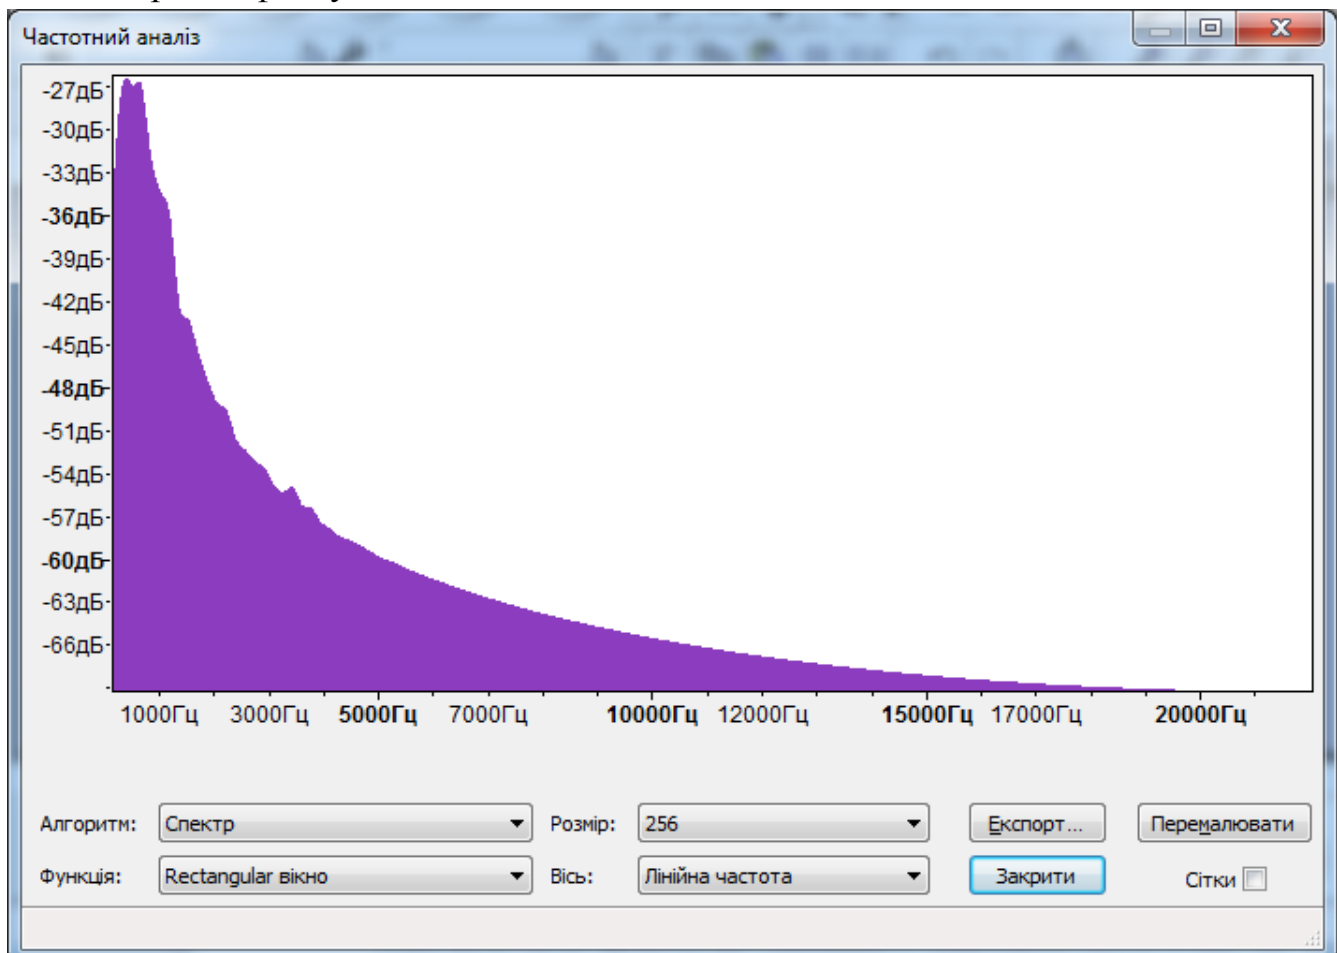 Частотний аналіз
-27дБ
-30дБ
-33дБ
-36дБ
-39дБ
-42дБ
-45дБ
-48дБ
-51дБ
-54дБ
-57дБ
-60дБ
-63дБ
-66дБ
1000Гц 3000Гц 5000Гц 7000Гц 10000Гц 12000Гц 15000Гц 17000Гц 20000Гц
Алгоритм: Спектр Розмір: 256 Експорт... Перемалювати
Функція: Rectangular вікно Вісь: Лінійна частота Закрити Сітки